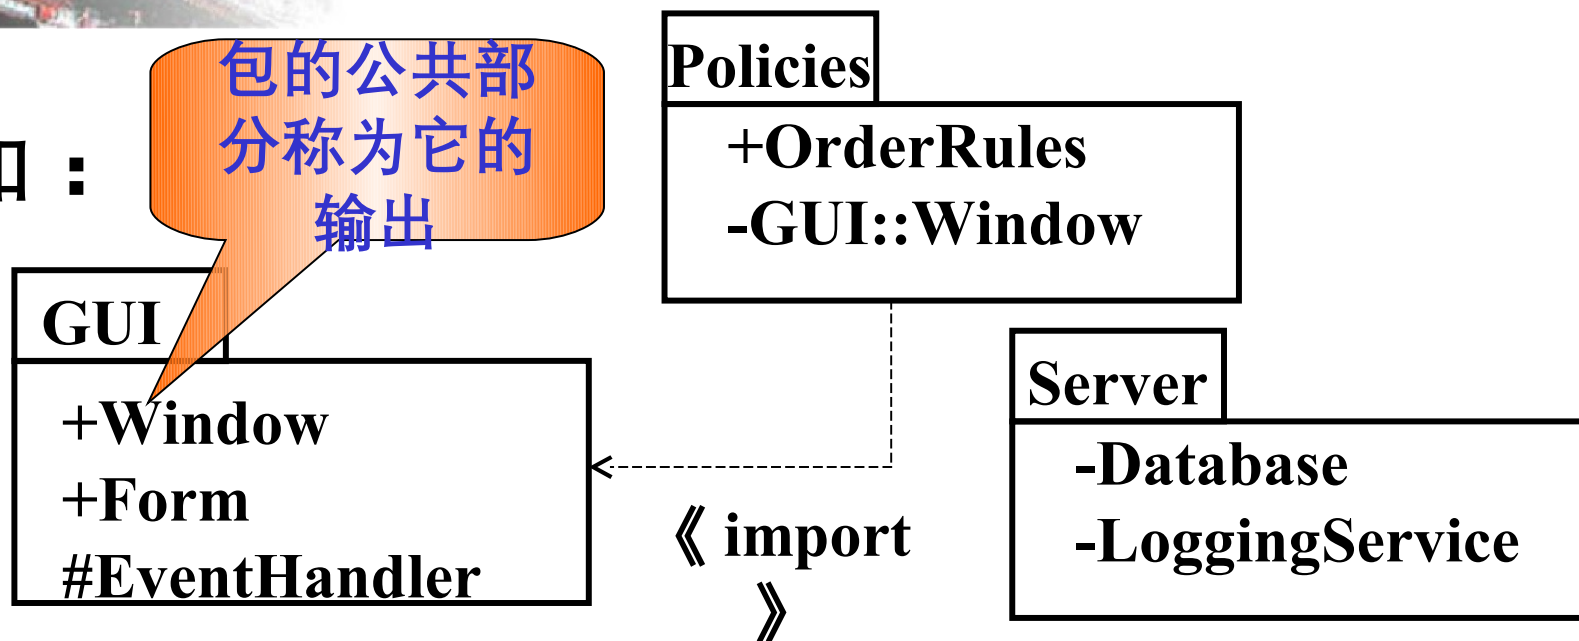 包的公共部
分称为它的
输出
：
Policies
+OrderRules
-GUI::Window
GUI
+Window
+Form
#EventHandler
《 import
》
Server
-Database
-LoggingService